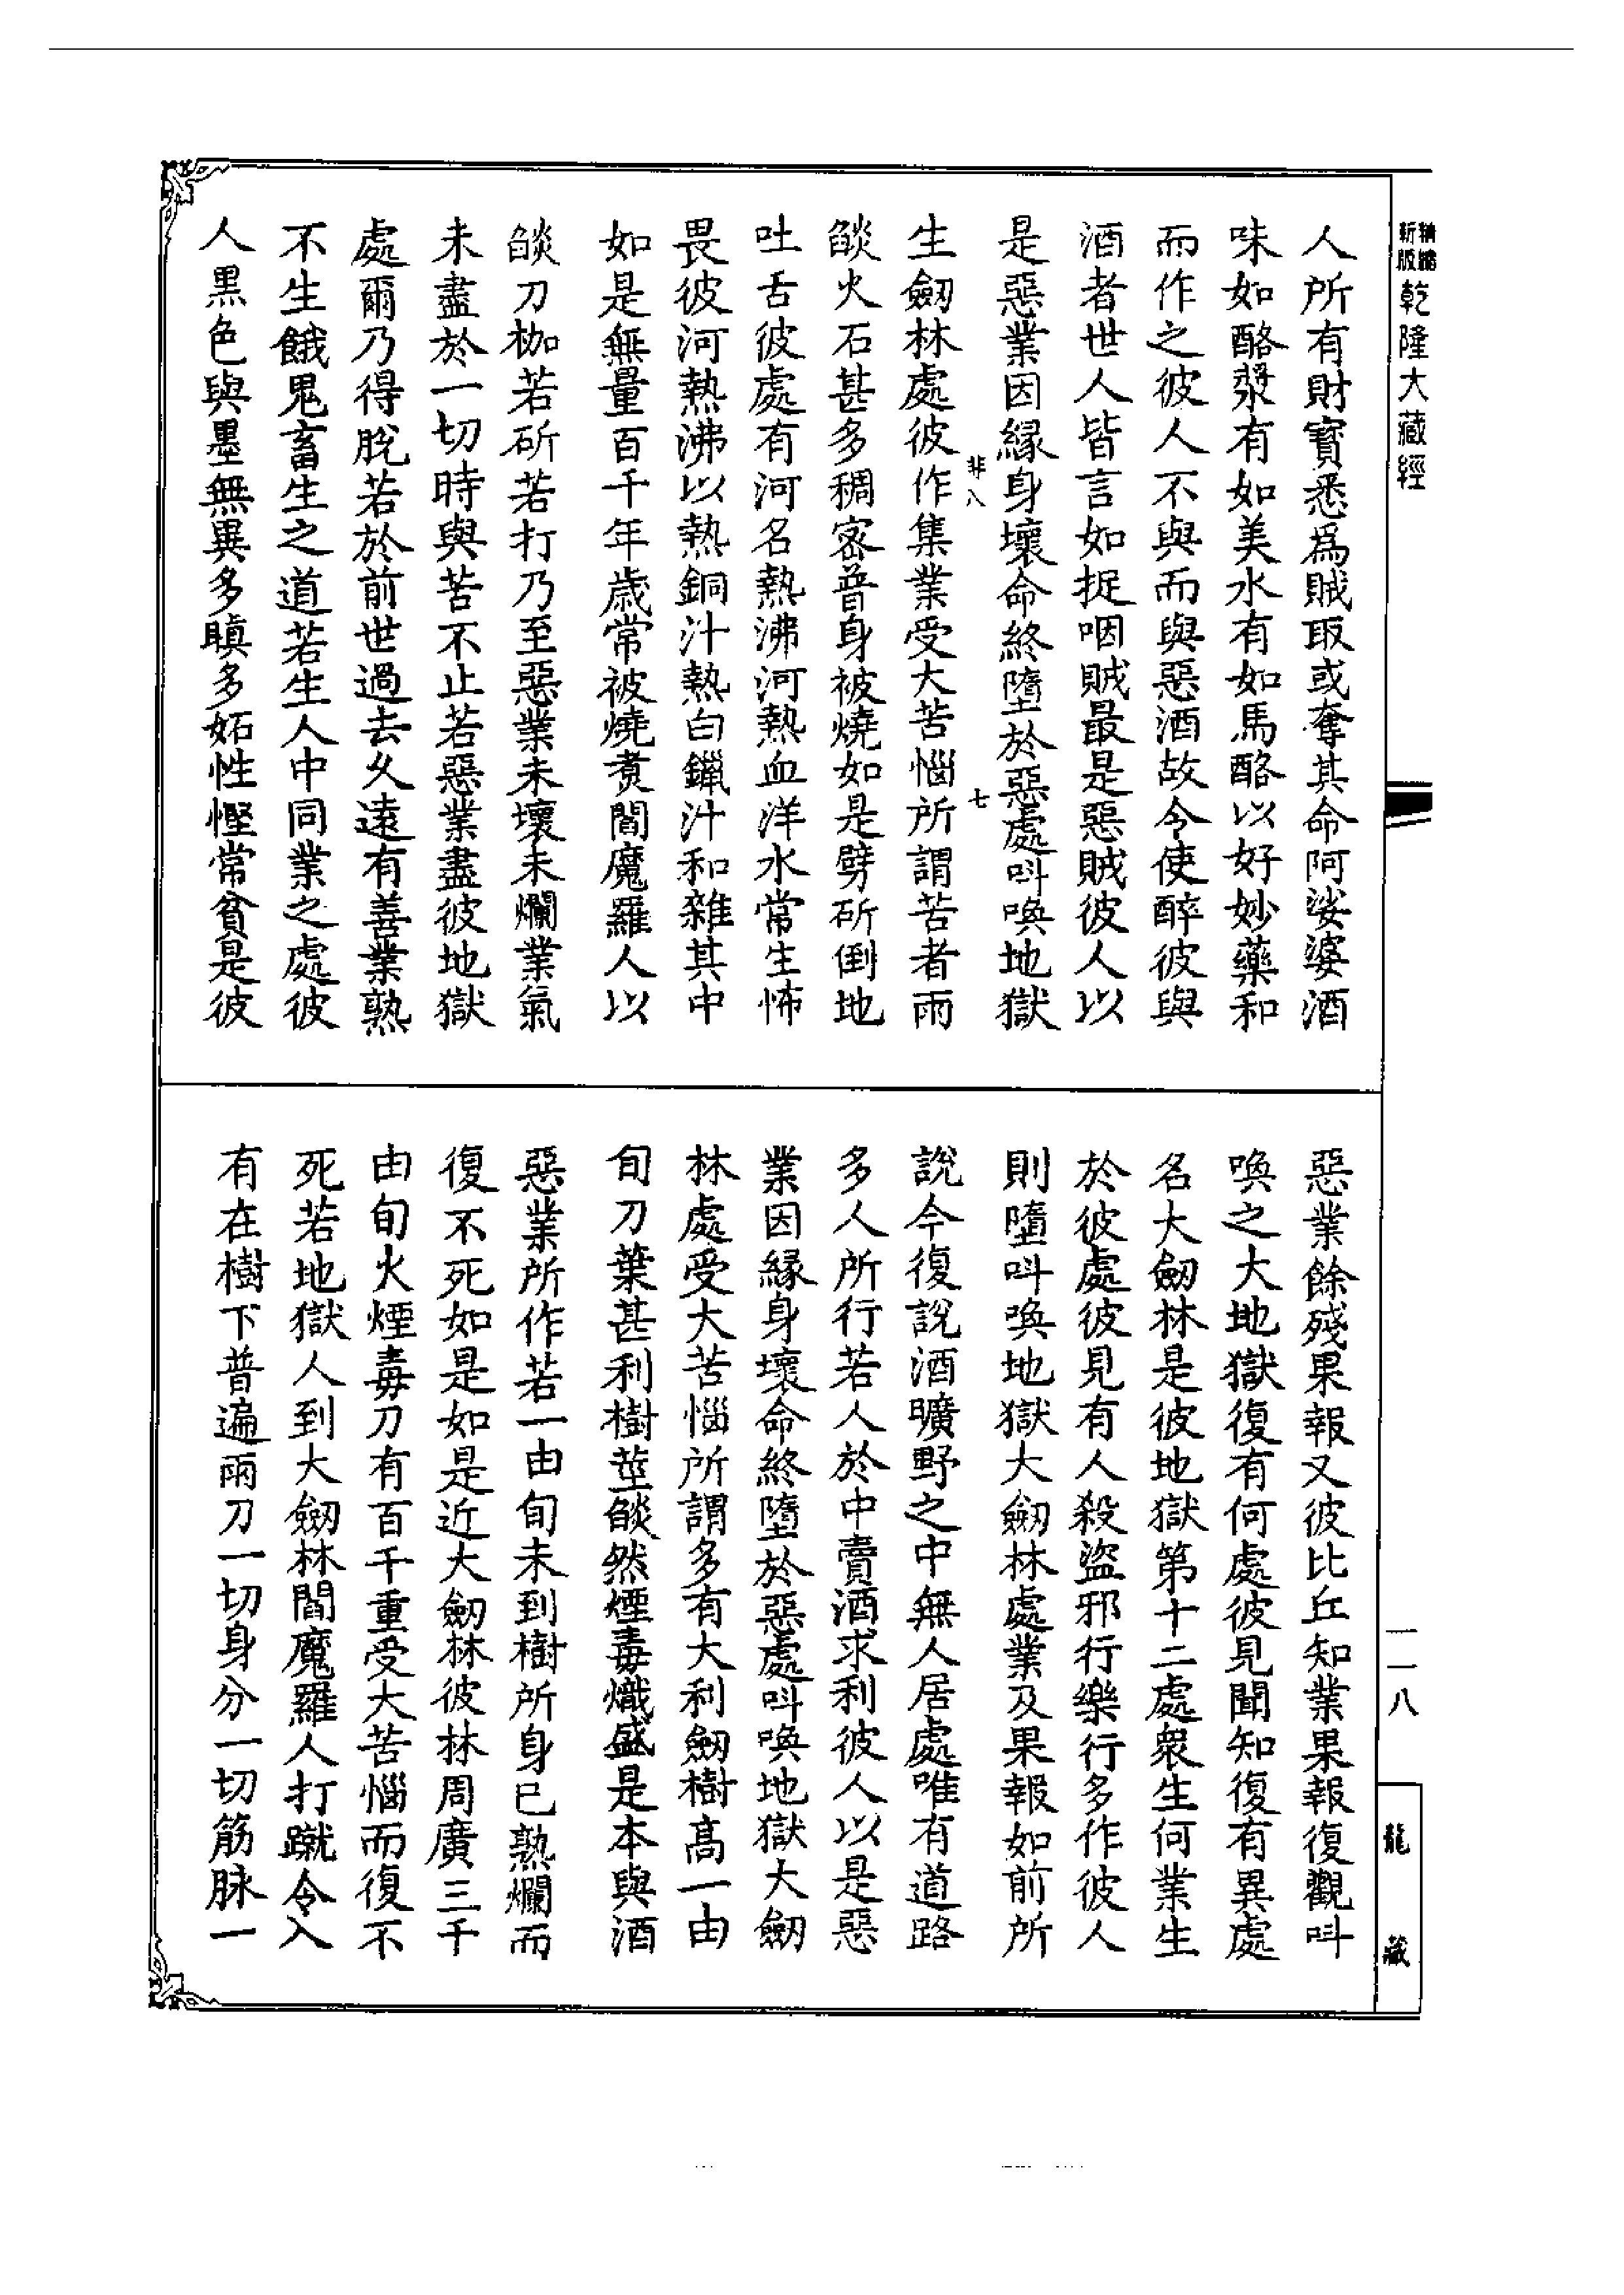 精縮
新版
乾隆大藏經
人所有財寶悉爲賊取或奪其命阿娑婆酒
味如酪漿有如美水有如馬酪以好妙藥和
而作之彼人不與而與惡酒故令使醉彼與
酒者世人皆言如捉咽賊最是惡賊彼人以
是惡業因緣身壞命終墮於惡處叫喚地獄
七
生劒林處彼作集業受大苦惱所謂苦者雨
燄火石甚多稠密普身被燒如是劈斫倒地
吐舌彼處有河名熱沸河熱血洋水常生怖
畏彼河熱沸以熱銅汁熱白鑞汁和雜其中
如是無量百千年歲常被燒煑閻魔羅人以
燄刀枷若斫若打乃至惡業未壞未爛業氣
未盡於一切時與苦不止若惡業盡彼地獄
處爾乃得脫若於前世過去久遠有善業熟
不生餓鬼畜生之道若生人中同業之處彼
人黑色與墨無異多瞋多妬性慳常貧是彼
惡業餘殘果報又彼比丘知業果報復觀叫
喚之大地獄復有何處彼見聞知復有異處
名大劒林是彼地獄第十二處衆生何業生
於彼處彼見有人殺盜邪行樂行多作彼人
則墮叫喚地獄大劒林處業及果報如前所
說今復說酒曠野之中無人居處唯有道路
多人所行若人於中賣酒求利彼人以是惡
業因緣身壞命終墮於惡處叫喚地獄大劒
林處受大苦惱所謂多有大利劒樹高一由
旬刀葉甚利樹莖燄然煙毒熾盛是本與酒
惡業所作若一由旬未到樹所身已熟爛而
復不死如是如是近大劒林彼林周廣三千
由旬火煙毒刀有百千重受大苦惱而復不
死若地獄人到大劒林閻魔羅人打蹴令入
有在樹下普遍雨刀一切身分一切筋脉一
一一八
龍藏